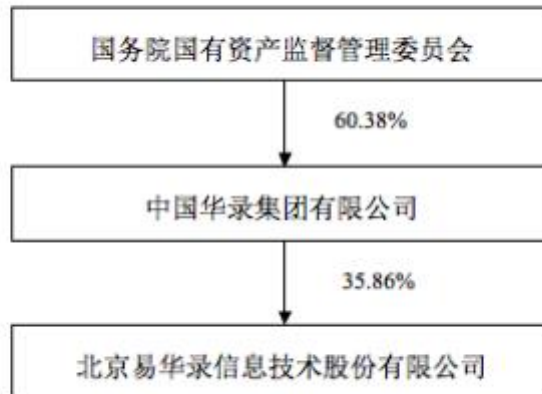 国务院国有资产监督管理委员会
60.38%
中国华录集团有限公司
35.86%
北京易华录信息技术股份有限公司